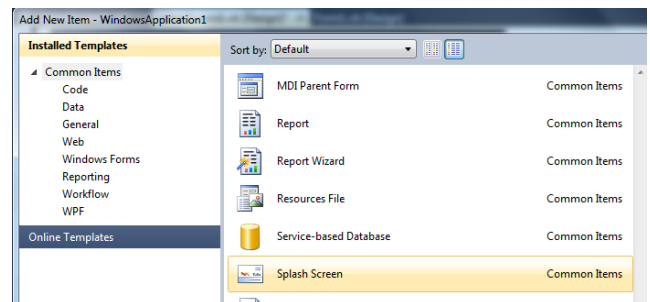 Add New Item - WindowsApplication1
Installed Templates
Sort by: Default
Common Items
Code
Data
General
Web
Windows Forms
Reporting
Workflow
WPF
Online Templates
MDI Parent Form Common Items
Report Common Items
Report Wizard Common Items
Resources File Common Items
Service-based Database Common Items
Splash Screen Common Items